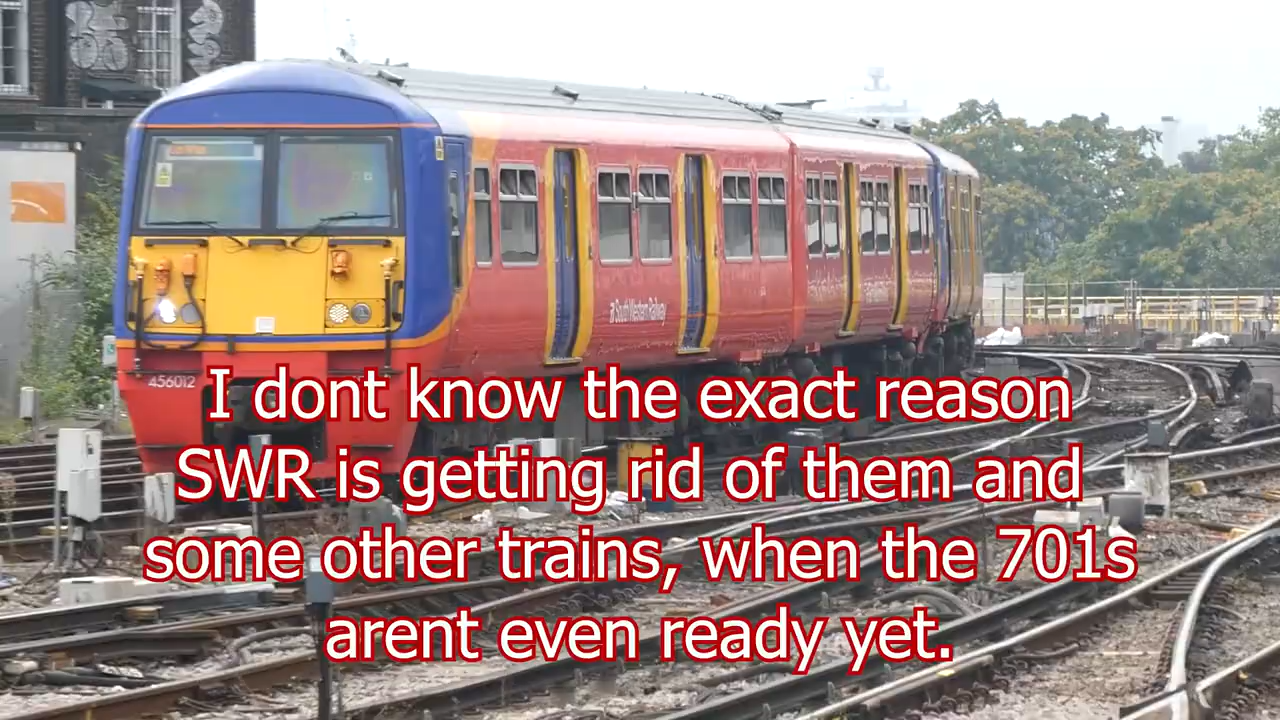 South Western Railway
456012
I dont know the exact reason
SWR is getting rid of them and
some other trains, when the 701s
arent even ready yet.